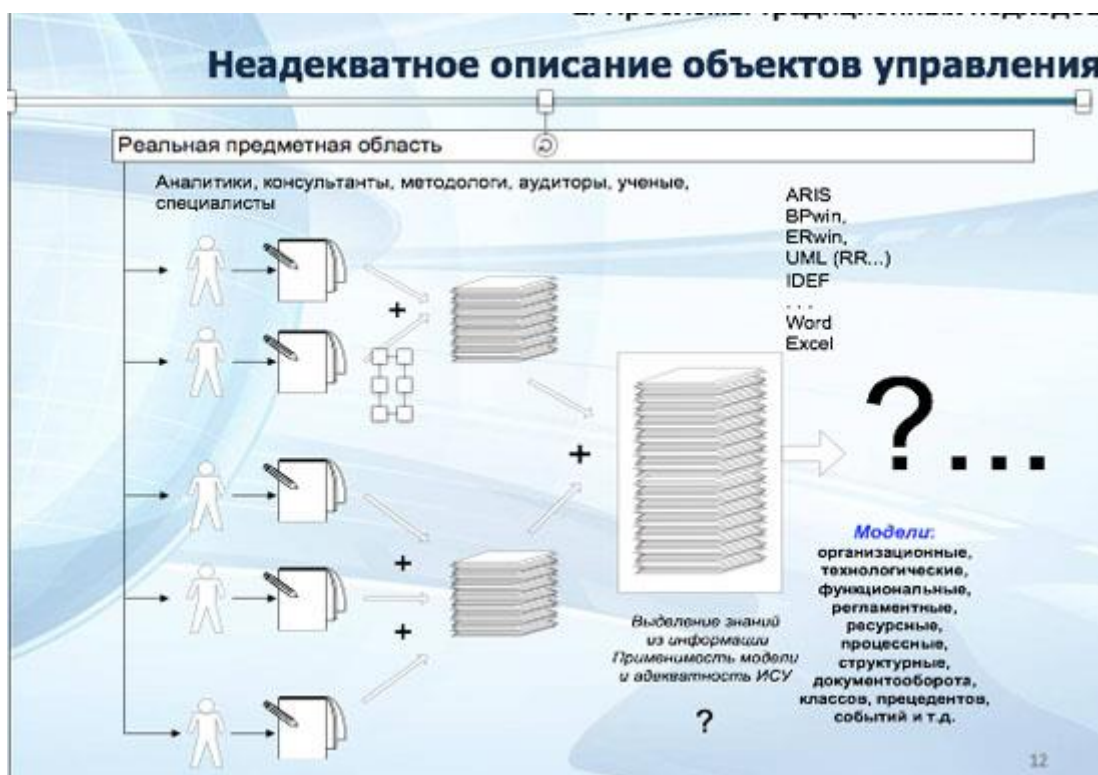 Неадекватное описание объектов управления
Реальная предметная область
Аналитики, консультанты, методологи, аудиторы, ученые,
специалисты
ARIS
BPwin,
ERwin,
UML (RR...)
IDEF
. . .
Word
Excel
+
+
+
+
?...
Модели:
организационные,
технологические,
функциональные,
регламентные,
ресурсные,
процессные,
структурные,
документооборота,
классов, прецедентов,
событий и т.д.
Выделение знаний
из информации
Применимость модели
и адекватность ИСУ
?
12